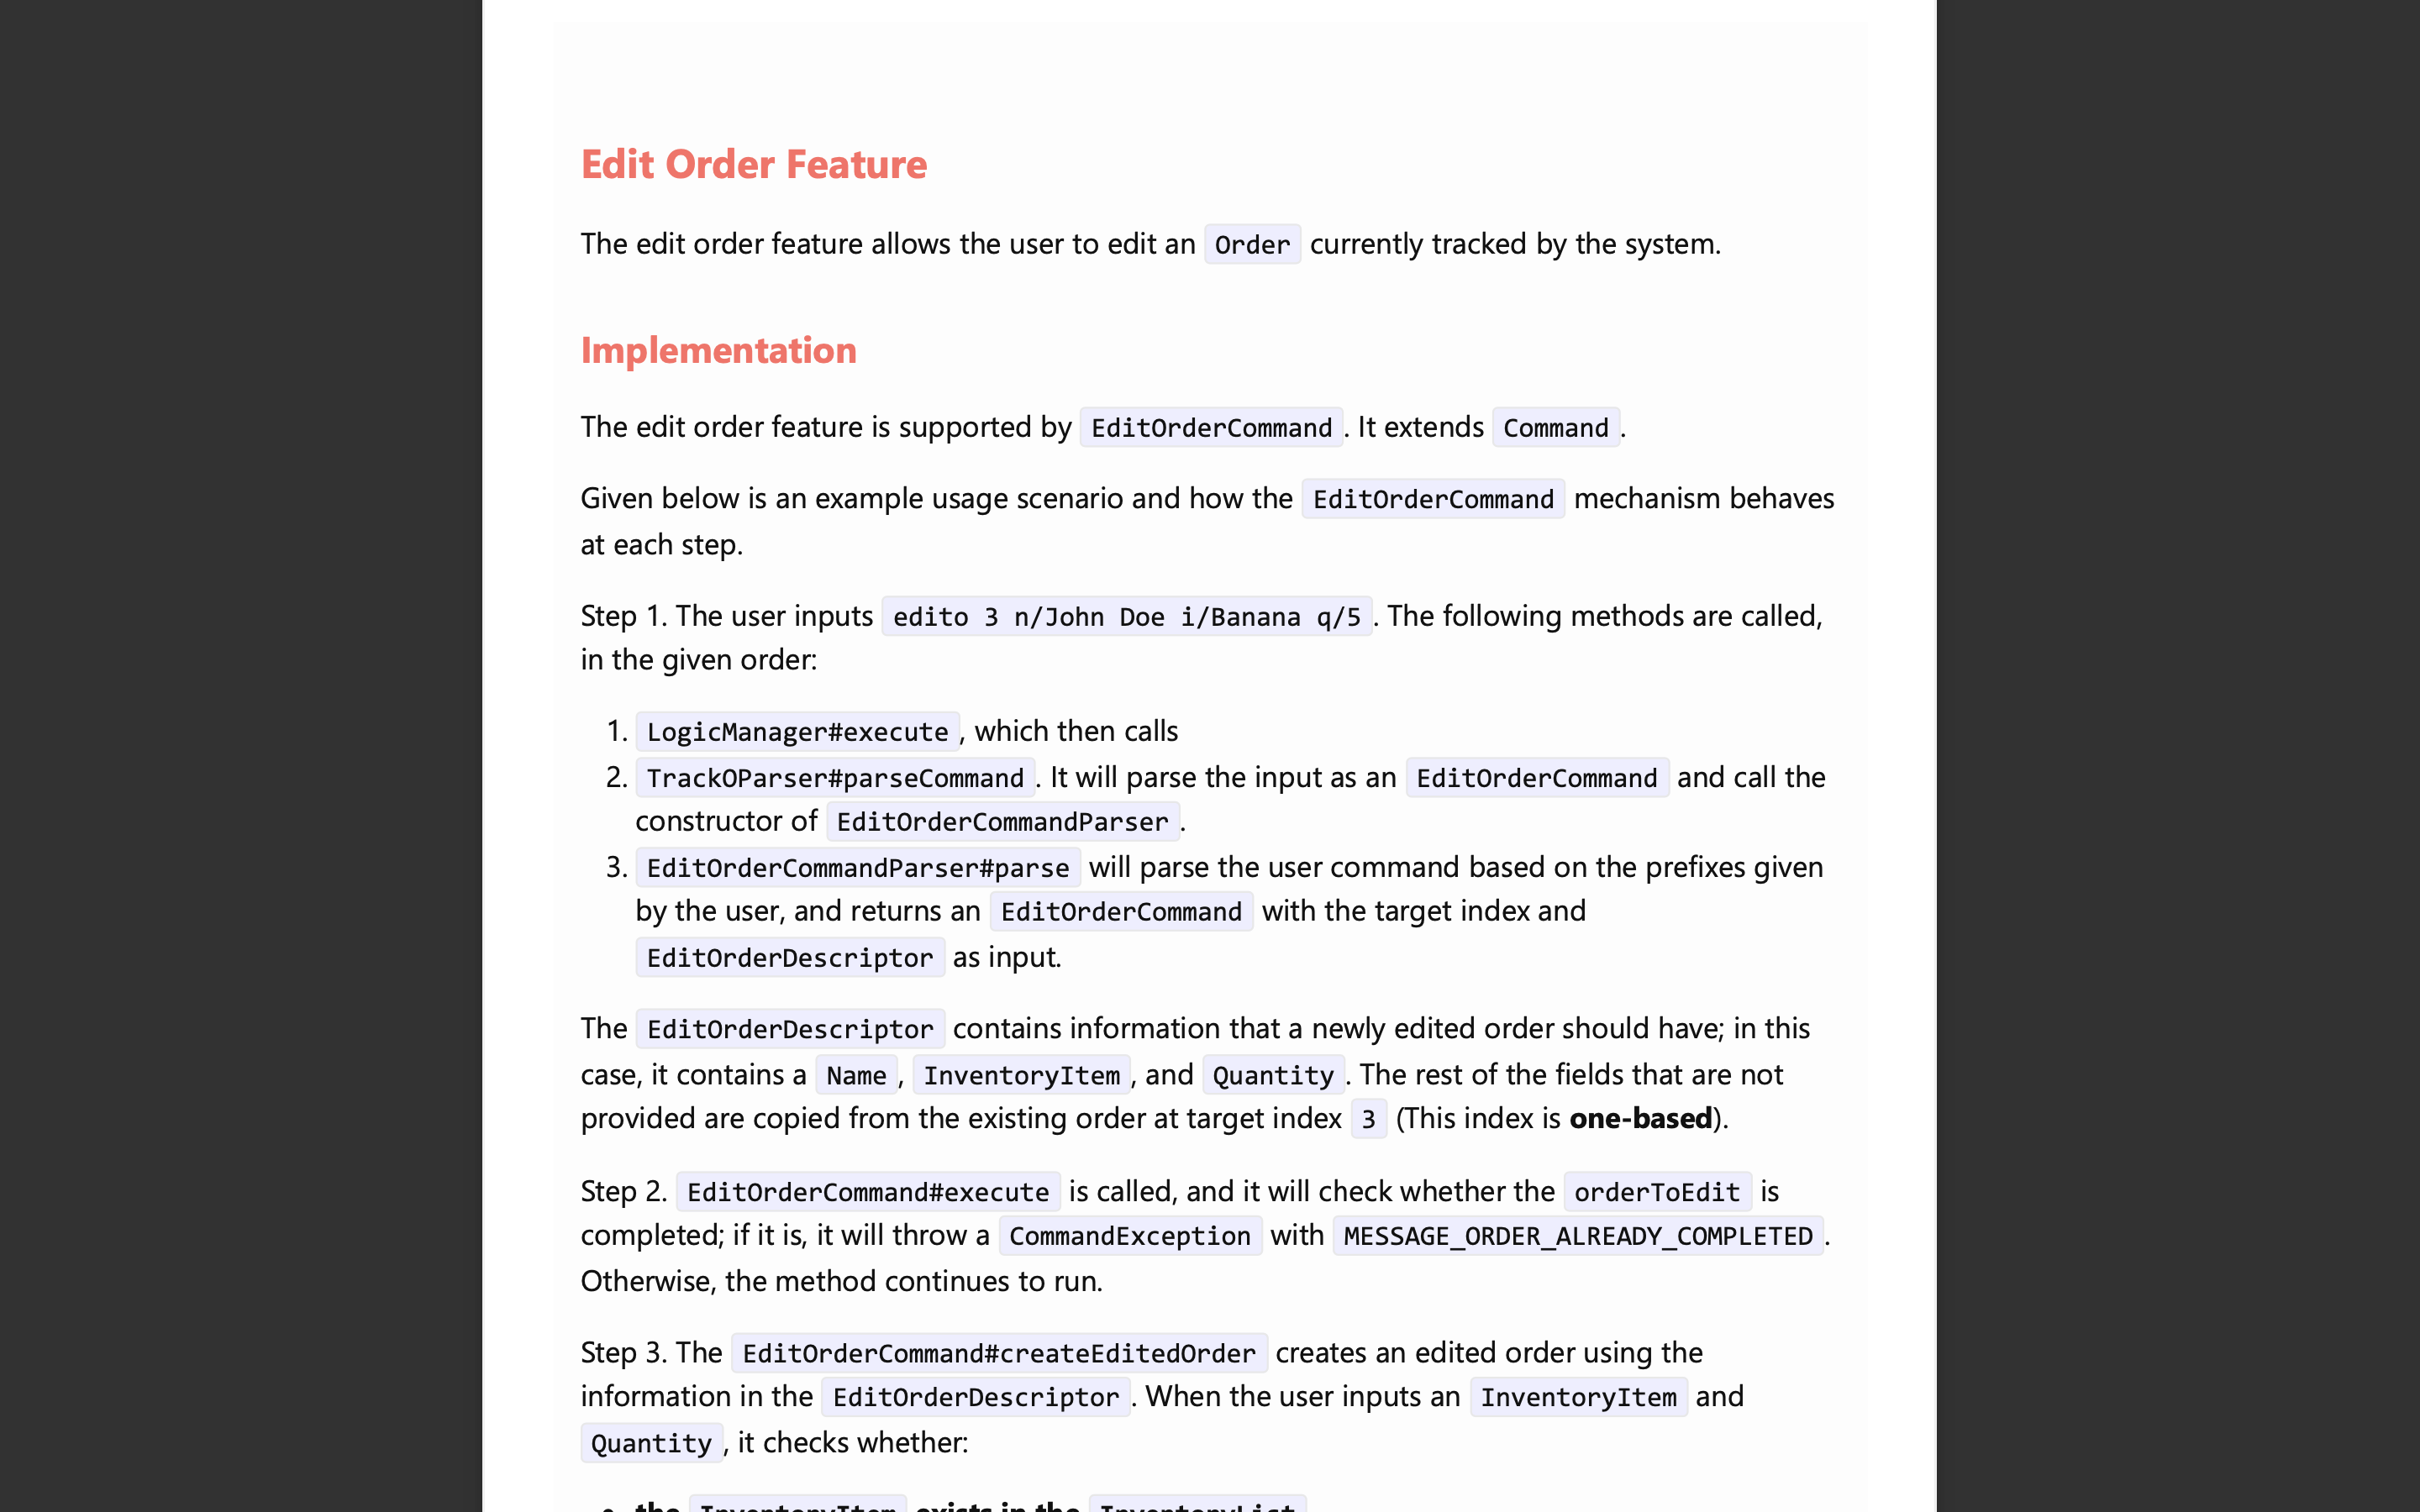 Edit Order Feature
The edit order feature allows the user to edit an Order currently tracked by the system.
Implementation
The edit order feature is supported by EditOrderCommand. It extends Command.
Given below is an example usage scenario and how the EditOrderCommand mechanism behaves
at each step.
Step 1. The user inputs edito 3 n/John Doe i/Banana q/5. The following methods are called,
in the given order:
1. LogicManager#execute, which then calls
2. TrackOParser#parseCommand. It will parse the input as an EditOrderCommand and call the
constructor of EditOrderCommandParser.
3. EditOrderCommandParser#parse will parse the user command based on the prefixes given
by the user, and returns an EditOrderCommand with the target index and
EditOrderDescriptor as input.
The EditOrderDescriptor contains information that a newly edited order should have; in this
case, it contains a Name, InventoryItem, and Quantity. The rest of the fields that are not
provided are copied from the existing order at target index 3 (This index is one-based).
Step 2. EditOrderCommand#execute is called, and it will check whether the orderToEdit is
completed; if it is, it will throw a CommandException with MESSAGE_ORDER_ALREADY_COMPLETED.
Otherwise, the method continues to run.
Step 3. The EditOrderCommand#createEditedOrder creates an edited order using the
information in the EditOrderDescriptor. When the user inputs an InventoryItem and
Quantity, it checks whether:
• the InventoryItem exists in the InventoryList